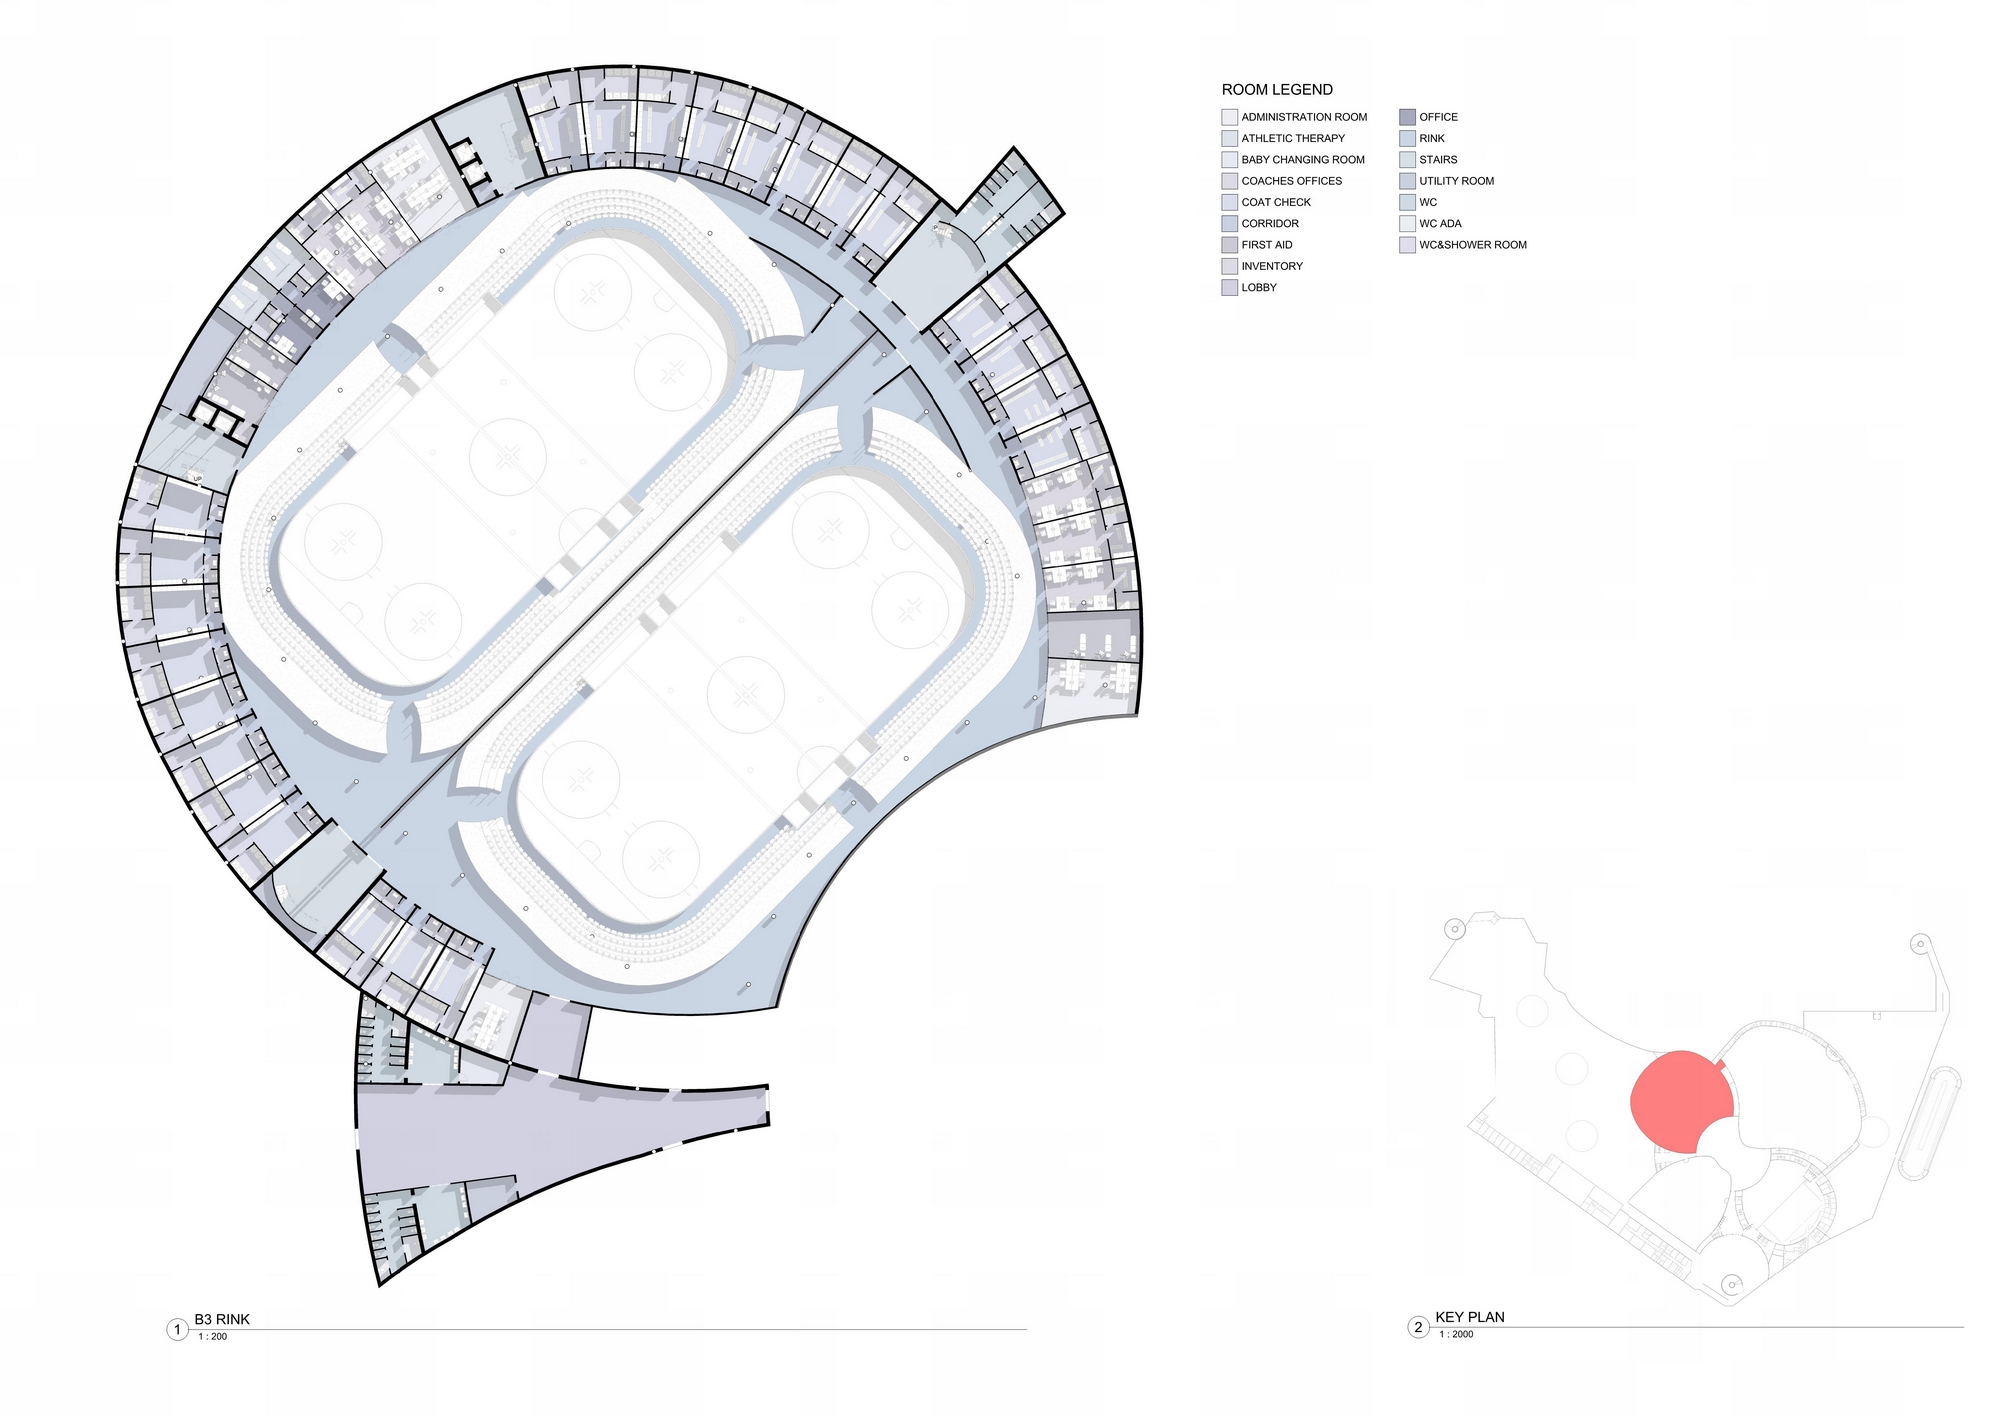 ROOM LEGEND
ADMINISTRATION ROOM
ATHLETIC THERAPY
BABY CHANGING ROOM
COACHES OFFICES
COAT CHECK
CORRIDOR
FIRST AID
INVENTORY
LOBBY
OFFICE
RINK
STAIRS
UTILITY ROOM
WC
WC ADA
WC&SHOWER ROOM
UP
1 B3 RINK
1 : 200
2 KEY PLAN
1 : 2000